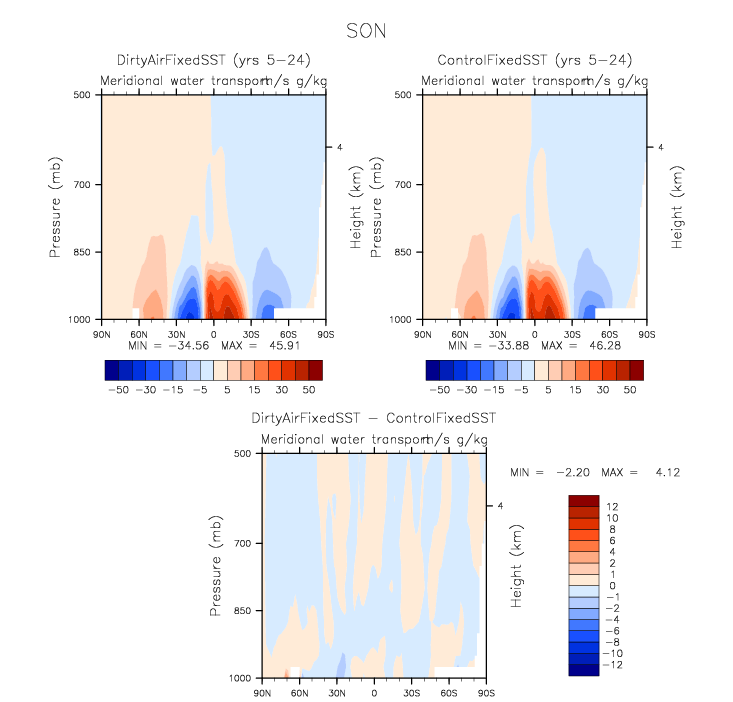 SON
DirtyAirFixedSST (yrs 5-24)
Meridional water transport m/s g/kg
500
700
850
1000
Pressure (mb)
4
Height (km)
90N 60N 30N 0 30S 60S 90S
MIN = -34.56 MAX = 45.91
-50 -30 -15 -5 5 15 30 50
ControlFixedSST (yrs 5-24)
Meridional water transport m/s g/kg
500
700
850
1000
Pressure (mb)
4
Height (km)
90N 60N 30N 0 30S 60S 90S
MIN = -33.88 MAX = 46.28
-50 -30 -15 -5 5 15 30 50
DirtyAirFixedSST - ControlFixedSST
Meridional water transport m/s g/kg
500
700
850
1000
Pressure (mb)
4
Height (km)
90N 60N 30N 0 30S 60S 90S
MIN = -2.20 MAX = 4.12
12
10
8
6
4
2
1
0
-1
-2
-4
-6
-8
-10
-12